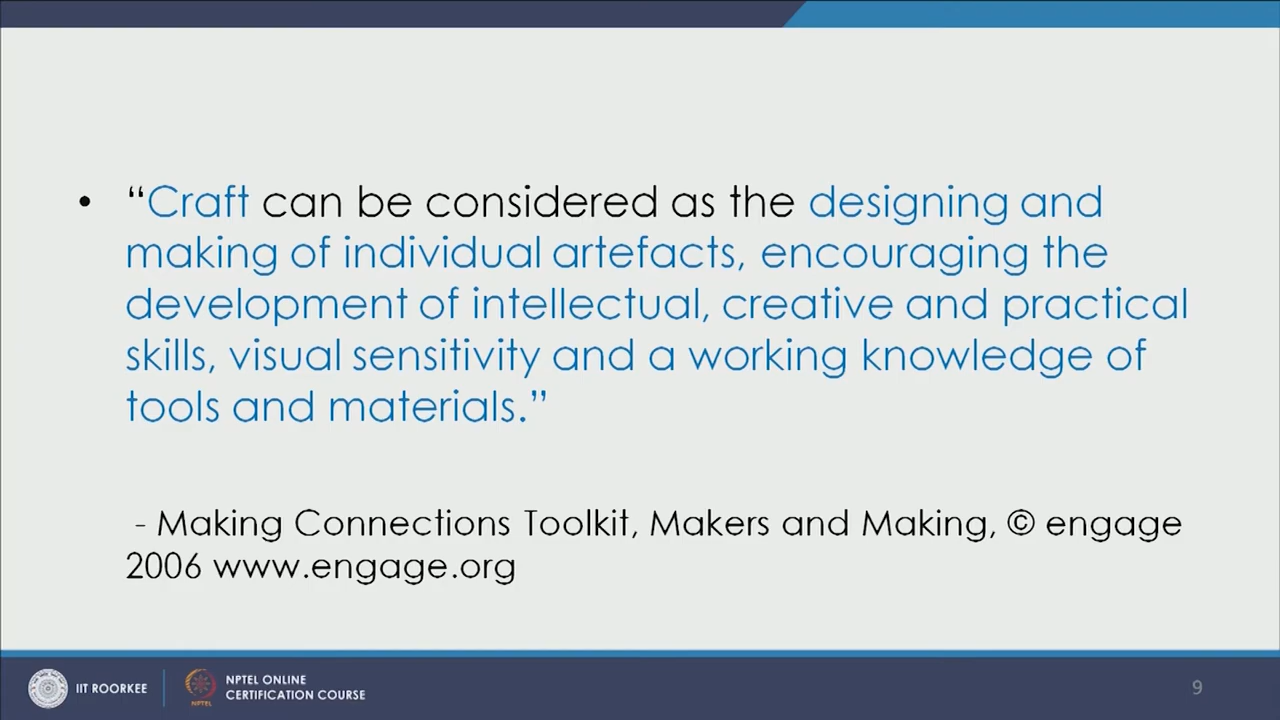 • “Craft can be considered as the designing and
making of individual artefacts, encouraging the
development of intellectual, creative and practical
skills, visual sensitivity and a working knowledge of
tools and materials.”
- Making Connections Toolkit, Makers and Making, © engage
2006 www.engage.org
IIT ROORKEE
NPTEL
NPTEL ONLINE
CERTIFICATION COURSE
9